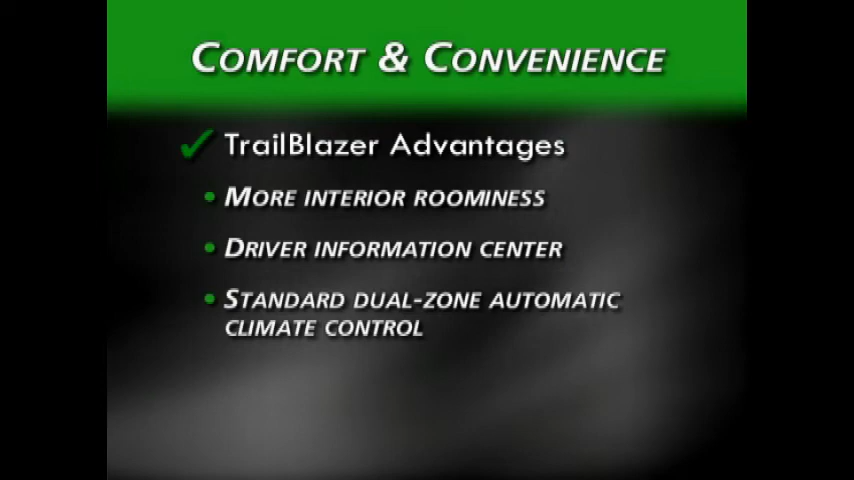 COMFORT & CONVENIENCE
✓ TrailBlazer Advantages
• MORE INTERIOR ROOMINESS
• DRIVER INFORMATION CENTER
• STANDARD DUAL-ZONE AUTOMATIC
CLIMATE CONTROL